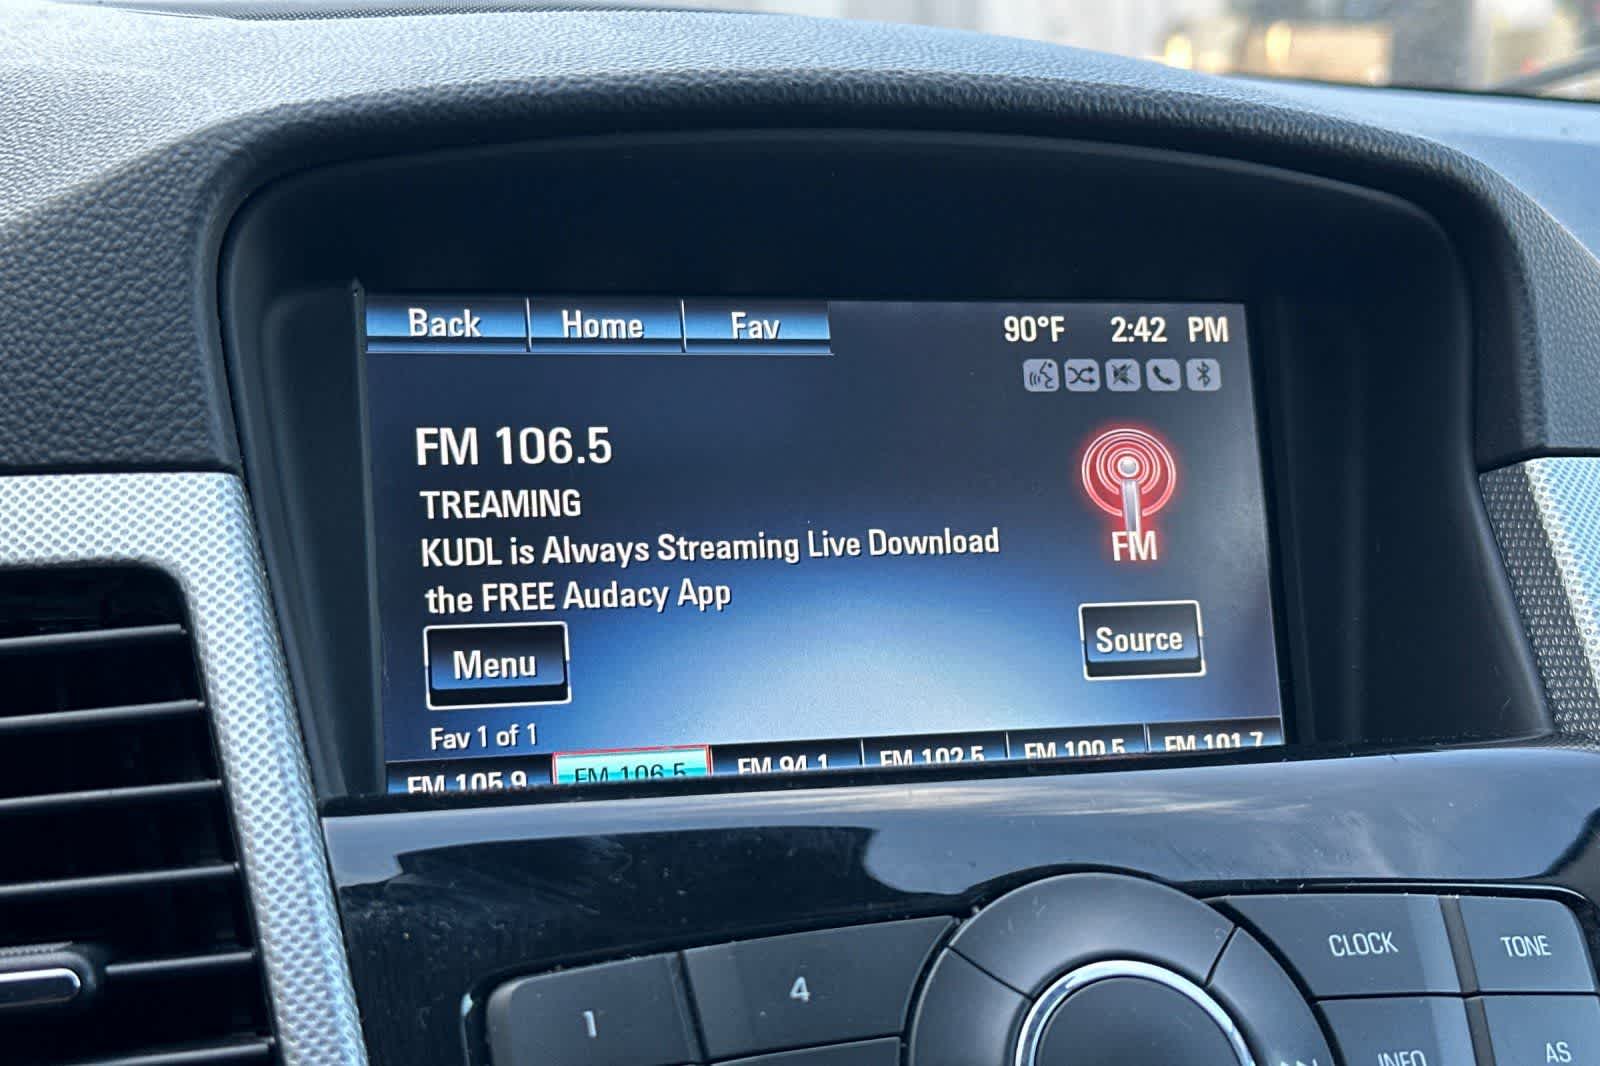 Back Home Fav 90°F 2:42 PM
FM 106.5
TREAMING
KUDL is Always Streaming Live Download
the FREE Audacy App
FM
Menu Source
Fav 1 of 1
FM 105.9 FM 106.5 FM 94.1 FM 102.5 FM 100.5 FM 101.7
1 4 CLOCK TONE
INFO AS